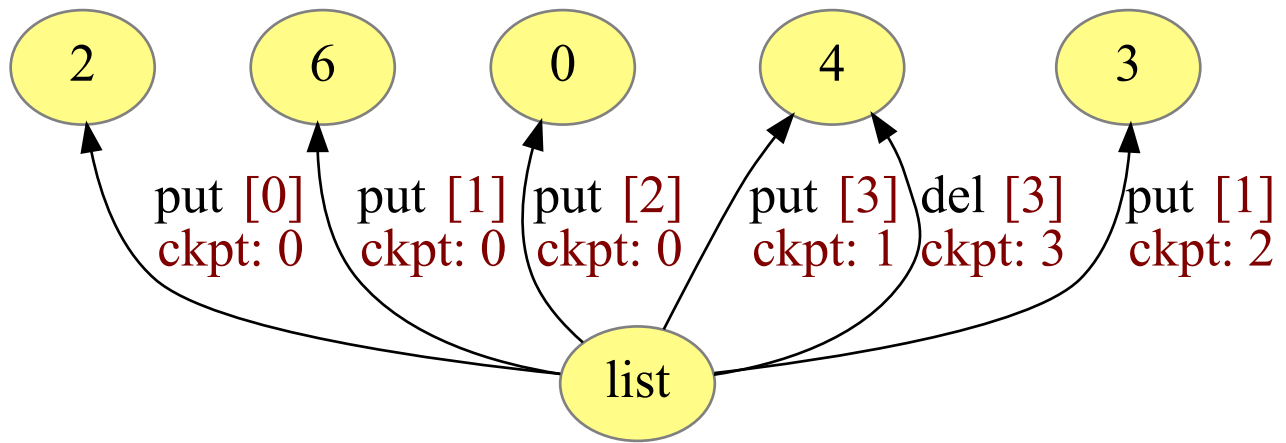 2 6 0 4 3
put [0] put [1] put [2] put [3] del [3] put [1]
ckpt: 0 ckpt: 0 ckpt: 0 ckpt: 1 ckpt: 3 ckpt: 2
list